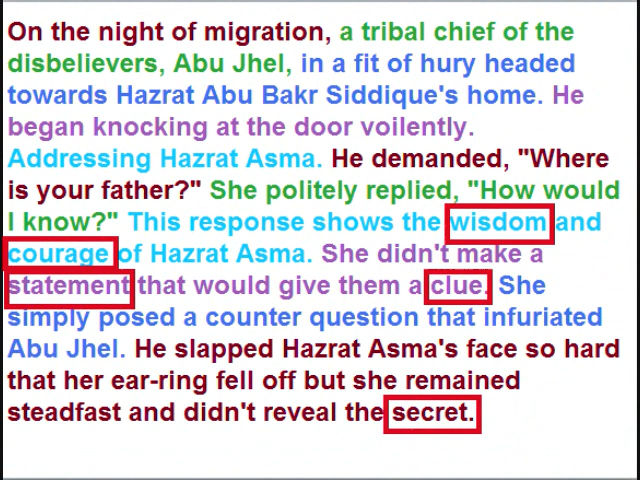 On the night of migration, a tribal chief of the
disbelievers, Abu Jhel, in a fit of hury headed
towards Hazrat Abu Bakr Siddique's home. He
began knocking at the door voilently.
Addressing Hazrat Asma. He demanded, "Where
is your father?" She politely replied, "How would
I know?" This response shows the wisdom and
courage of Hazrat Asma. She didn't make a
statement that would give them a clue. She
simply posed a counter question that infuriated
Abu Jhel. He slapped Hazrat Asma's face so hard
that her ear-ring fell off but she remained
steadfast and didn't reveal the secret.